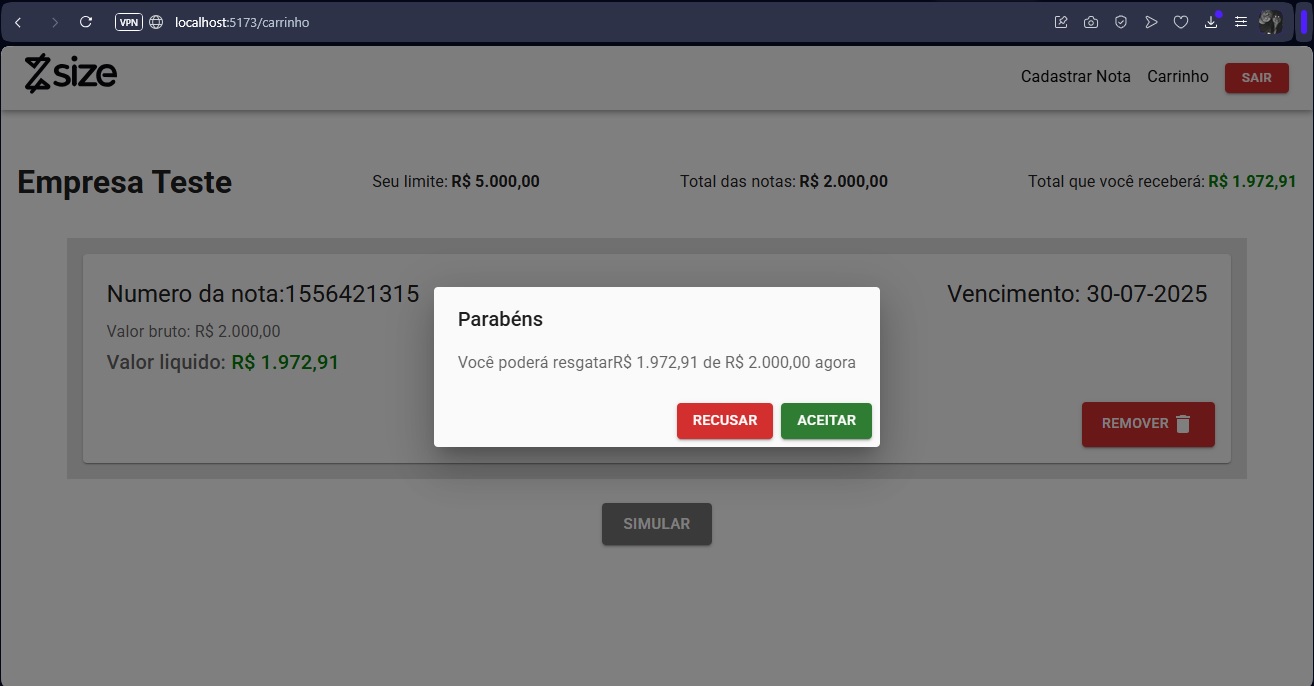 VPN localhost:5173/carrinho
size
Cadastrar Nota Carrinho SAIR
Empresa Teste Seu limite: R$ 5.000,00 Total das notas: R$ 2.000,00 Total que você receberá: R$ 1.972,91
Numero da nota:1556421315 Vencimento: 30-07-2025
Valor bruto: R$ 2.000,00
Valor liquido: R$ 1.972,91
Parabéns
Você poderá resgatarR$ 1.972,91 de R$ 2.000,00 agora
RECUSAR ACEITAR
REMOVER
SIMULAR